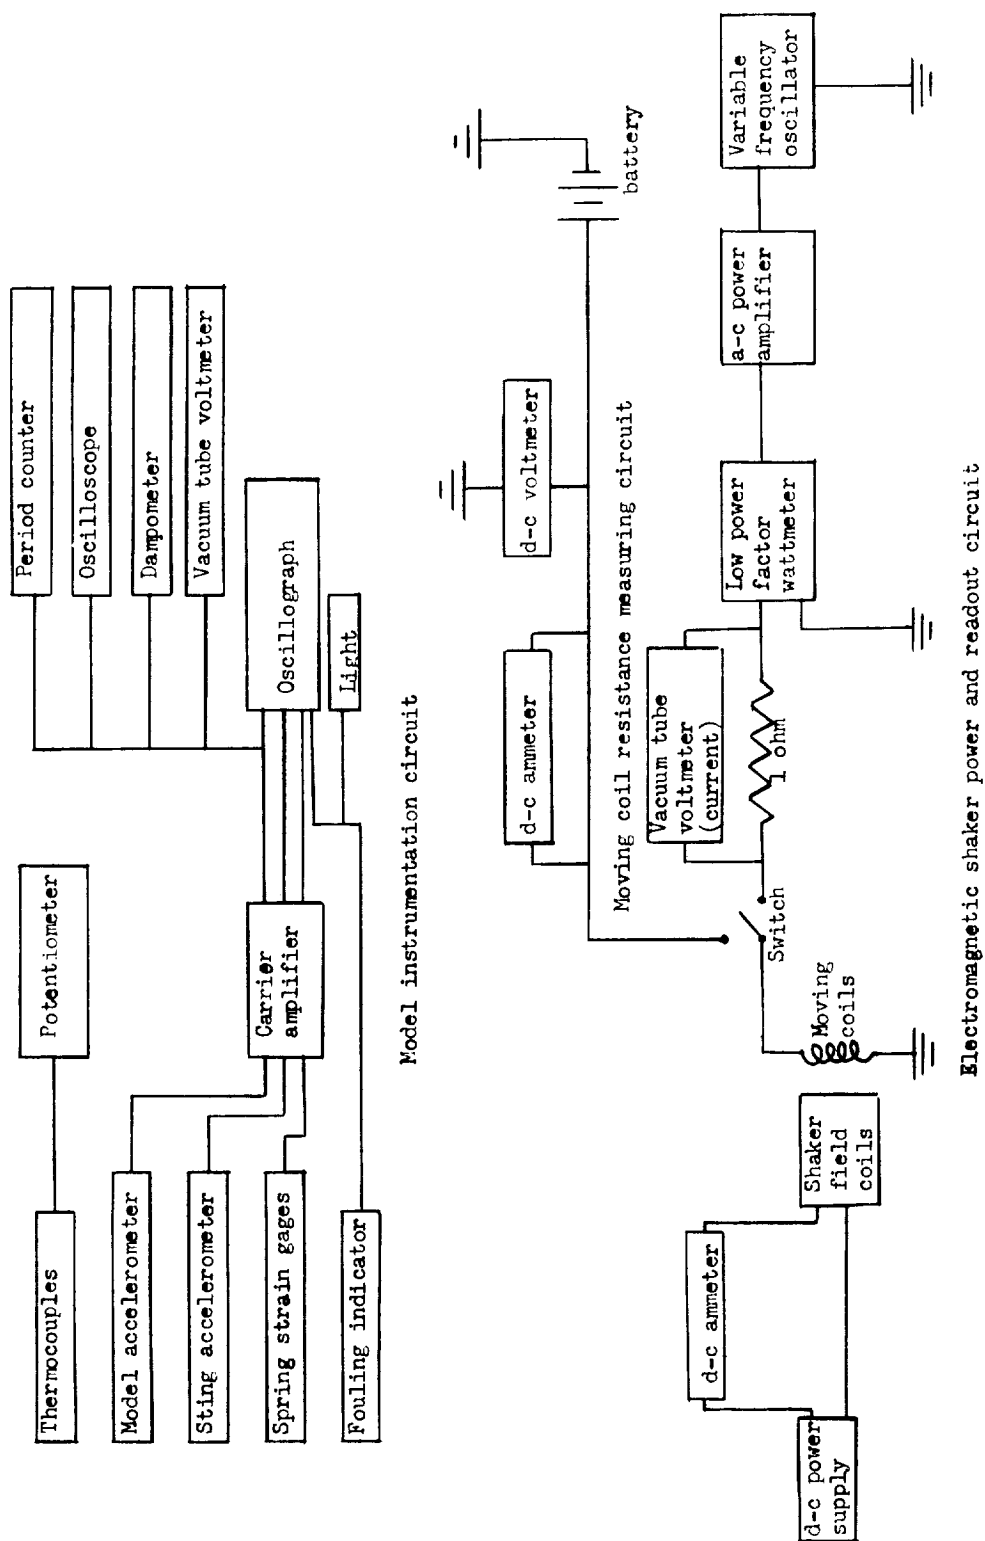 Thermocouples
Potentiometer
Period counter
Model accelerometer
Oscilloscope
Sting accelerometer
Dampometer
Spring strain gages
Vacuum tube voltmeter
Carrier
amplifier
Oscillograph
Fouling indicator
Light
Model instrumentation circuit
d-c ammeter
d-c voltmeter
battery
Moving coil resistance measuring circuit
Vacuum tube
voltmeter
(current)
1 ohm
Switch
Low power
factor
wattmeter
a-c power
amplifier
Variable
frequency
oscillator
d-c ammeter
Moving
coils
d-c power
supply
Shaker
field
coils
Electromagnetic shaker power and readout circuit